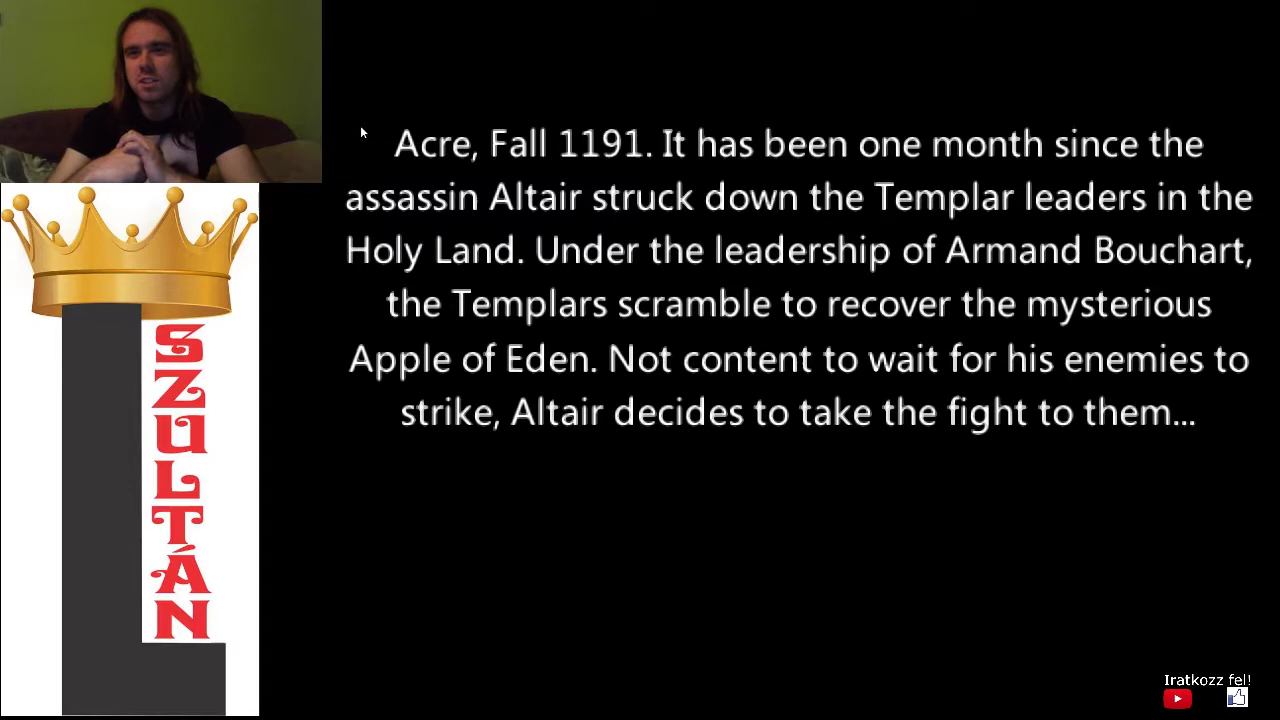 Acre, Fall 1191. It has been one month since the
assassin Altair struck down the Templar leaders in the
Holy Land. Under the leadership of Armand Bouchart,
the Templars scramble to recover the mysterious
Apple of Eden. Not content to wait for his enemies to
strike, Altair decides to take the fight to them...
L
SZULTÁN
Iratkozz fel!